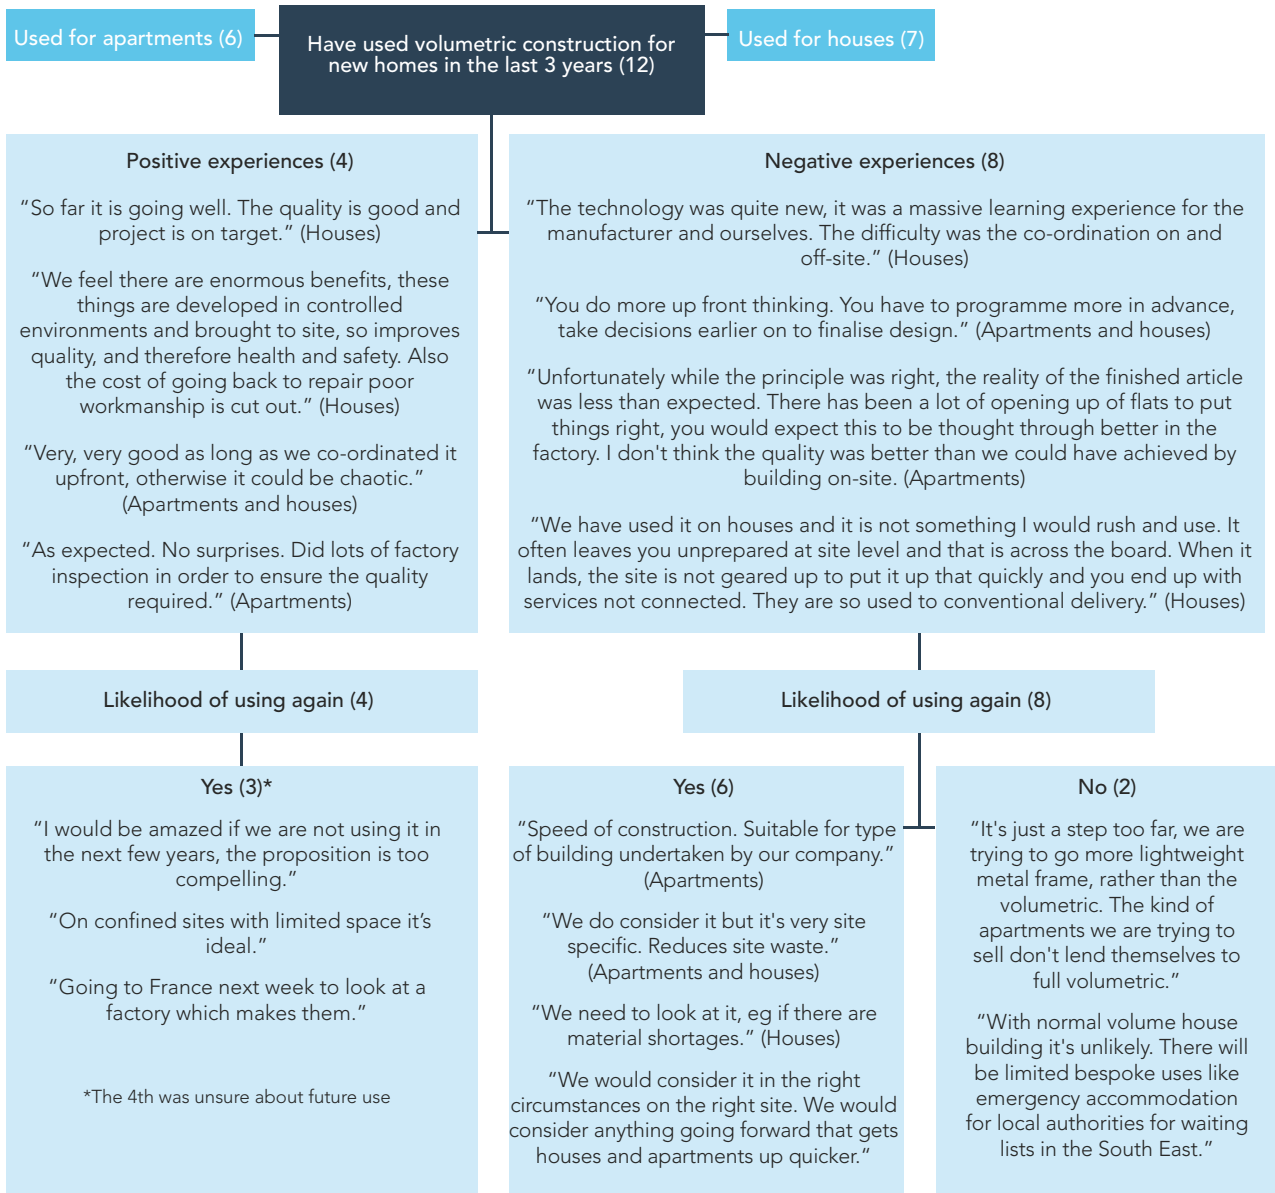 Used for apartments (6)
Have used volumetric construction for
new homes in the last 3 years (12)
Used for houses (7)
Positive experiences (4)
“So far it is going well. The quality is good and
project is on target.” (Houses)
“We feel there are enormous benefits, these
things are developed in controlled
environments and brought to site, so improves
quality, and therefore health and safety. Also
the cost of going back to repair poor
workmanship is cut out.” (Houses)
“Very, very good as long as we co-ordinated it
upfront, otherwise it could be chaotic.”
(Apartments and houses)
“As expected. No surprises. Did lots of factory
inspection in order to ensure the quality
required.” (Apartments)
Negative experiences (8)
“The technology was quite new, it was a massive learning experience for the
manufacturer and ourselves. The difficulty was the co-ordination on and
off-site.” (Houses)
“You do more up front thinking. You have to programme more in advance,
take decisions earlier on to finalise design.” (Apartments and houses)
“Unfortunately while the principle was right, the reality of the finished article
was less than expected. There has been a lot of opening up of flats to put
things right, you would expect this to be thought through better in the
factory. I don't think the quality was better than we could have achieved by
building on-site. (Apartments)
“We have used it on houses and it is not something I would rush and use. It
often leaves you unprepared at site level and that is across the board. When it
lands, the site is not geared up to put it up that quickly and you end up with
services not connected. They are so used to conventional delivery.” (Houses)
Likelihood of using again (4)
Likelihood of using again (8)
Yes (3)*
“I would be amazed if we are not using it in
the next few years, the proposition is too
compelling.”
“On confined sites with limited space it’s
ideal.”
“Going to France next week to look at a
factory which makes them.”
*The 4th was unsure about future use
Yes (6)
“Speed of construction. Suitable for type
of building undertaken by our company.”
(Apartments)
“We do consider it but it's very site
specific. Reduces site waste.”
(Apartments and houses)
“We need to look at it, eg if there are
material shortages.” (Houses)
“We would consider it in the right
circumstances on the right site. We would
consider anything going forward that gets
houses and apartments up quicker.“
No (2)
“It's just a step too far, we are
trying to go more lightweight
metal frame, rather than the
volumetric. The kind of
apartments we are trying to
sell don't lend themselves to
full volumetric.”
“With normal volume house
building it's unlikely. There will
be limited bespoke uses like
emergency accommodation
for local authorities for waiting
lists in the South East.”